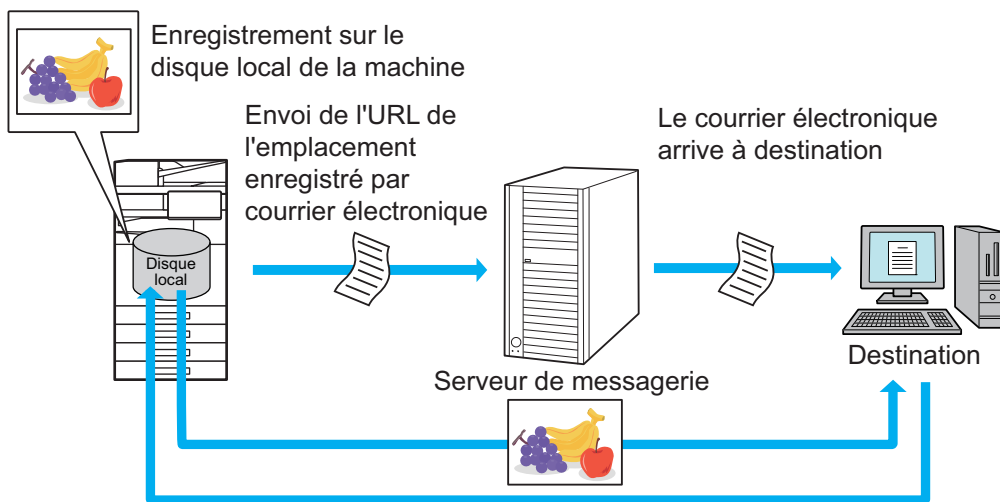 Enregistrement sur le
disque local de la machine
Envoi de l'URL de
l'emplacement
enregistré par
courrier électronique
Le courrier électronique
arrive à destination
Disque
local
Serveur de messagerie
Destination